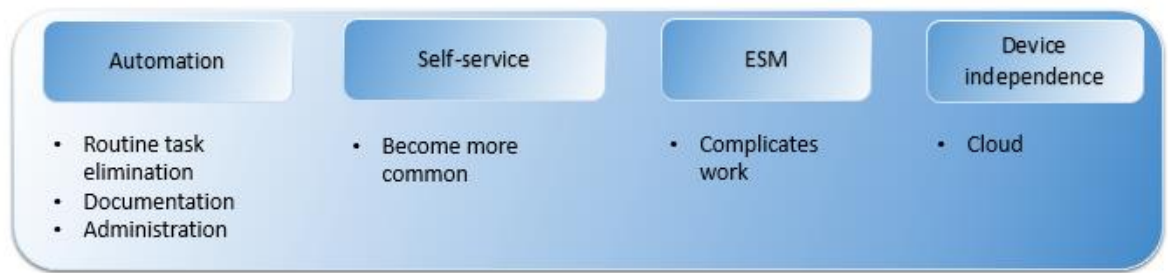 Automation
• Routine task
elimination
• Documentation
• Administration
Self-service
• Become more
common
ESM
• Complicates
work
Device
independence
• Cloud